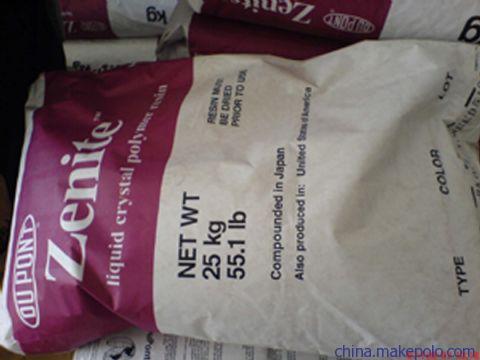 DU PONT
Zenite™
liquid crystal polymer resin
RESIN MUST
BE DRIED
PRIOR TO USE
NET WT
25 kg
55.1 lb
Compounded in Japan
Also produced in: United States of America
TYPE
COLOR
LOT
Zenite
DU PONT
kg
kg
china.makepolo.com